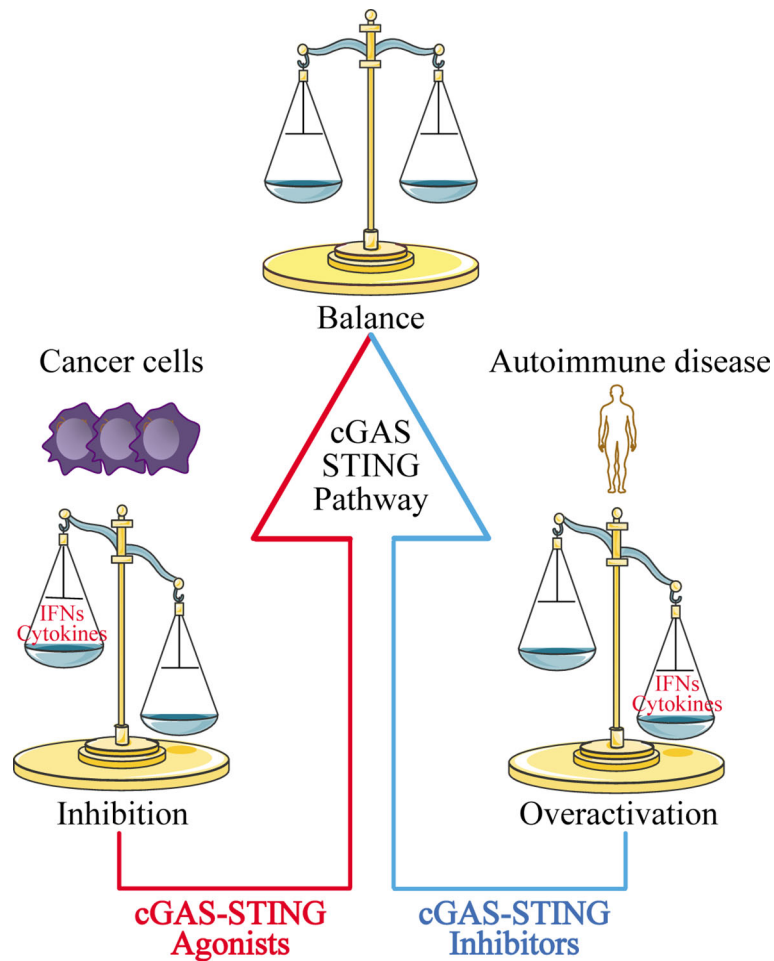 Balance
Cancer cells
Autoimmune disease
cGAS
STING
Pathway
IFNs
Cytokines
IFNs
Cytokines
Inhibition
Overactivation
cGAS-STING
Agonists
cGAS-STING
Inhibitors